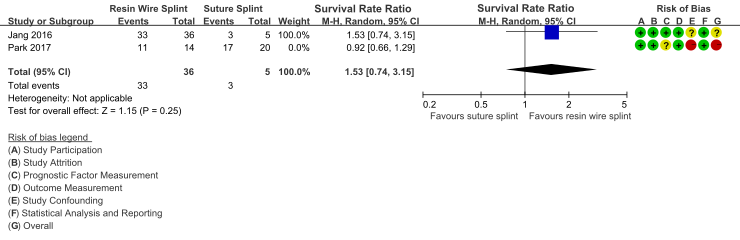 Resin Wire Splint Suture Splint Survival Rate Ratio Survival Rate Ratio Risk of Bias
Study or Subgroup Events Total Events Total Weight M-H, Random, 95% CI M-H, Random, 95% CI A B C D E F G
Jang 2016 33 36 3 5 100.0% 1.53 [0.74, 3.15] + + + + ? + ?
Park 2017 11 14 17 20 0.0% 0.92 [0.66, 1.29] + + ? +
Total (95% CI) 36 5 100.0% 1.53 [0.74, 3.15]
Total events 33 3
Heterogeneity: Not applicable
Test for overall effect: Z = 1.15 (P = 0.25)
0.2 0.5 1 2 5
Favours suture splint Favours resin wire splint
Risk of bias legend
(A) Study Participation
(B) Study Attrition
(C) Prognostic Factor Measurement
(D) Outcome Measurement
(E) Study Confounding
(F) Statistical Analysis and Reporting
(G) Overall